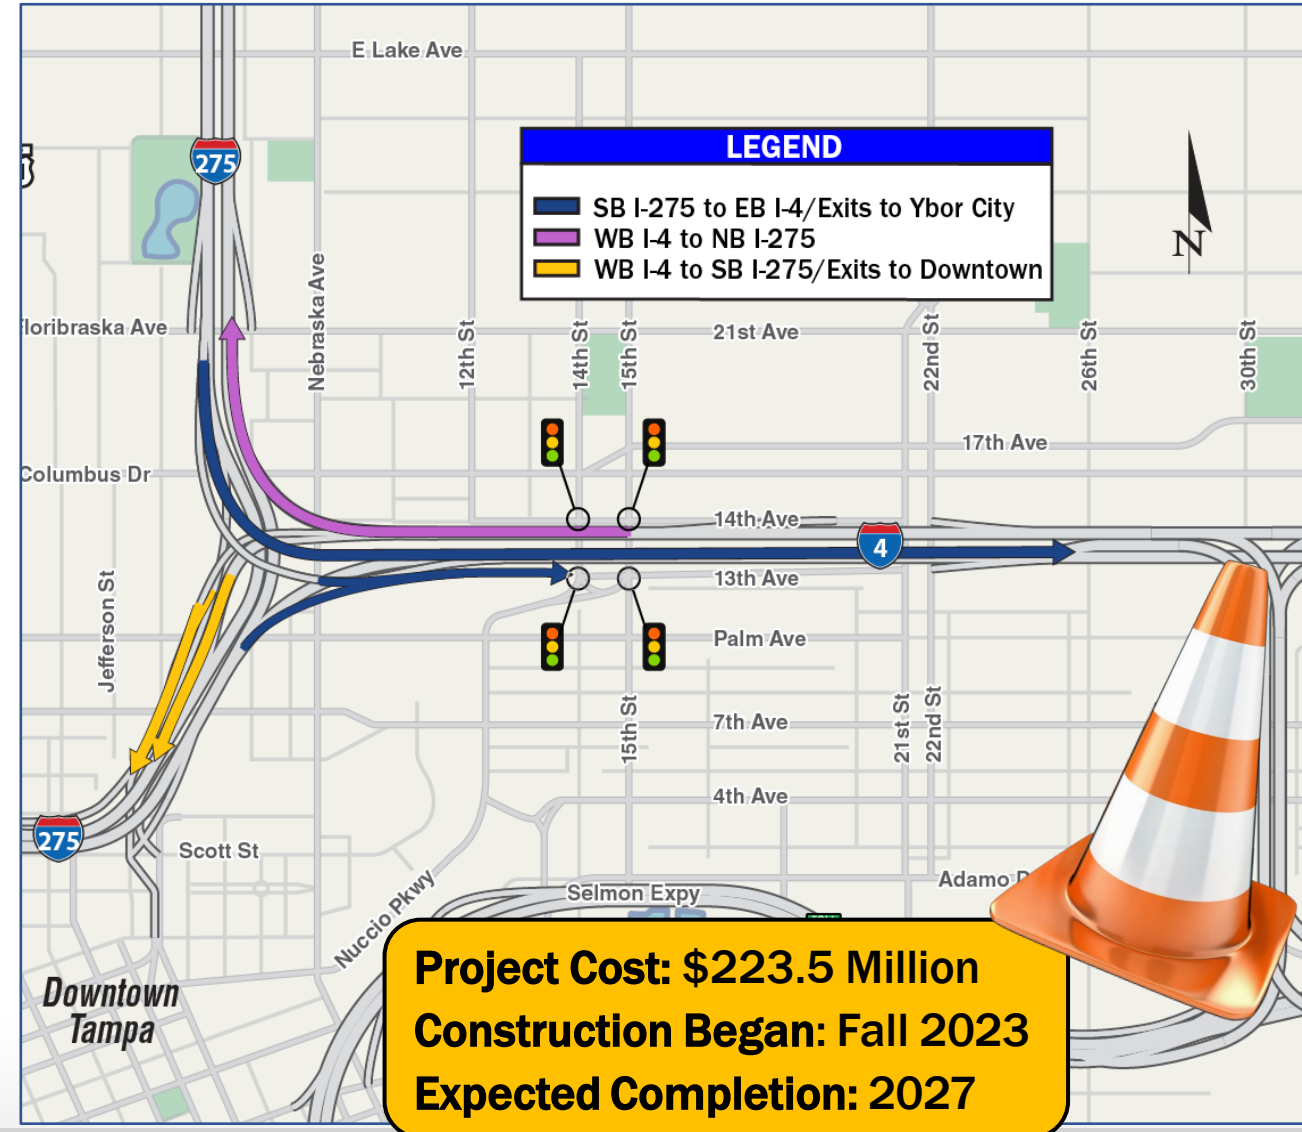 E Lake Ave
275
LEGEND
SB I-275 to EB I-4/Exits to Ybor City
WB I-4 to NB I-275
WB I-4 to SB I-275/Exits to Downtown
N
Floribraska Ave
Nebraska Ave
12th St
14th St
15th St
21st Ave
22nd St
26th St
30th St
17th Ave
Columbus Dr
14th Ave
4
13th Ave
Jefferson St
Palm Ave
15th St
7th Ave
21st St
22nd St
4th Ave
275
Scott St
Nuccio Pkwy
Selmon Expy
Adamo
Downtown
Tampa
Project Cost: $223.5 Million
Construction Began: Fall 2023
Expected Completion: 2027